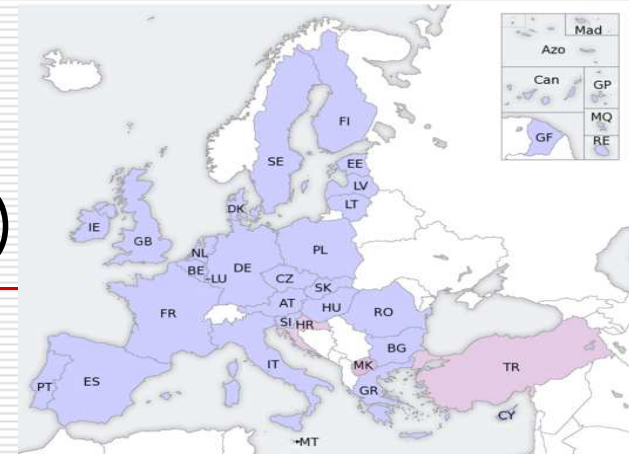 )
Mad
Azo
Can
GP
MQ
GF
RE
FI
SE
EE
LV
LT
DK
IE
GB
NL
BE
LU
DE
PL
CZ
SK
AT
HU
FR
SI
HR
RO
BG
IT
MK
TR
PT
ES
GR
CY
MT